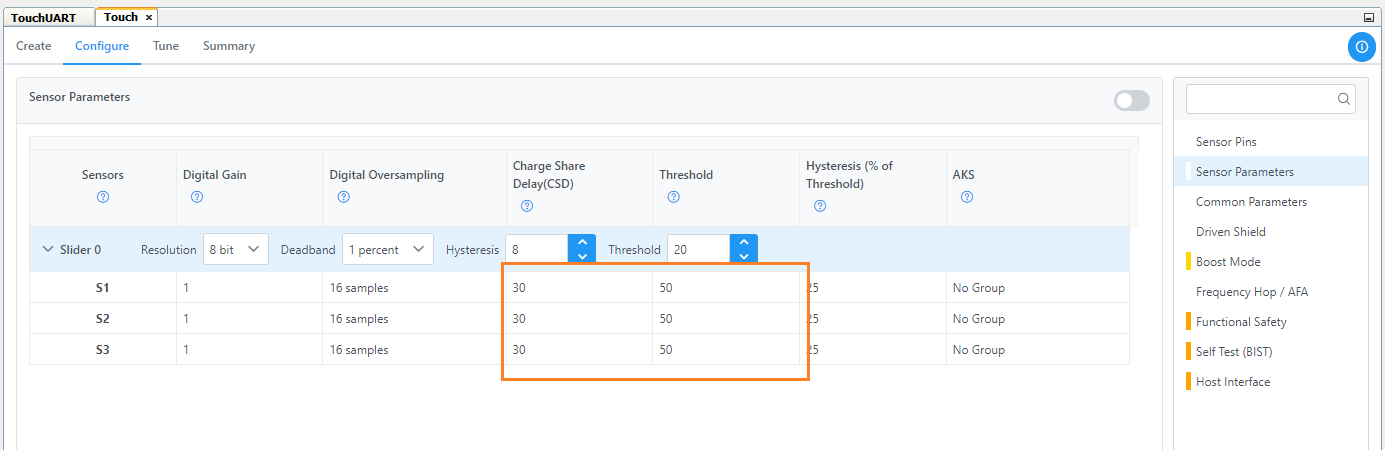 TouchUART Touch ×
Create Configure Tune Summary
Sensor Parameters
Sensors Digital Gain Digital Oversampling Charge Share Delay(CSD) Threshold Hysteresis (% of Threshold) AKS
Slider 0 Resolution 8 bit Deadband 1 percent Hysteresis 8 Threshold 20
S1 1 16 samples 30 50 25 No Group
S2 1 16 samples 30 50 25 No Group
S3 1 16 samples 30 50 25 No Group
Sensor Pins
Sensor Parameters
Common Parameters
Driven Shield
Boost Mode
Frequency Hop / AFA
Functional Safety
Self Test (BIST)
Host Interface